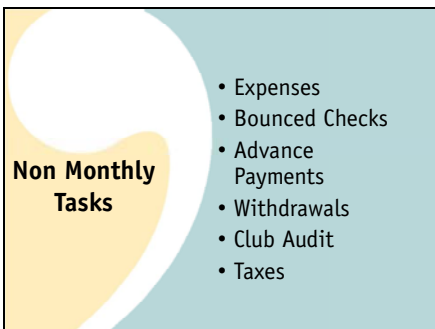 Non Monthly
Tasks
• Expenses
• Bounced Checks
• Advance
Payments
• Withdrawals
• Club Audit
• Taxes